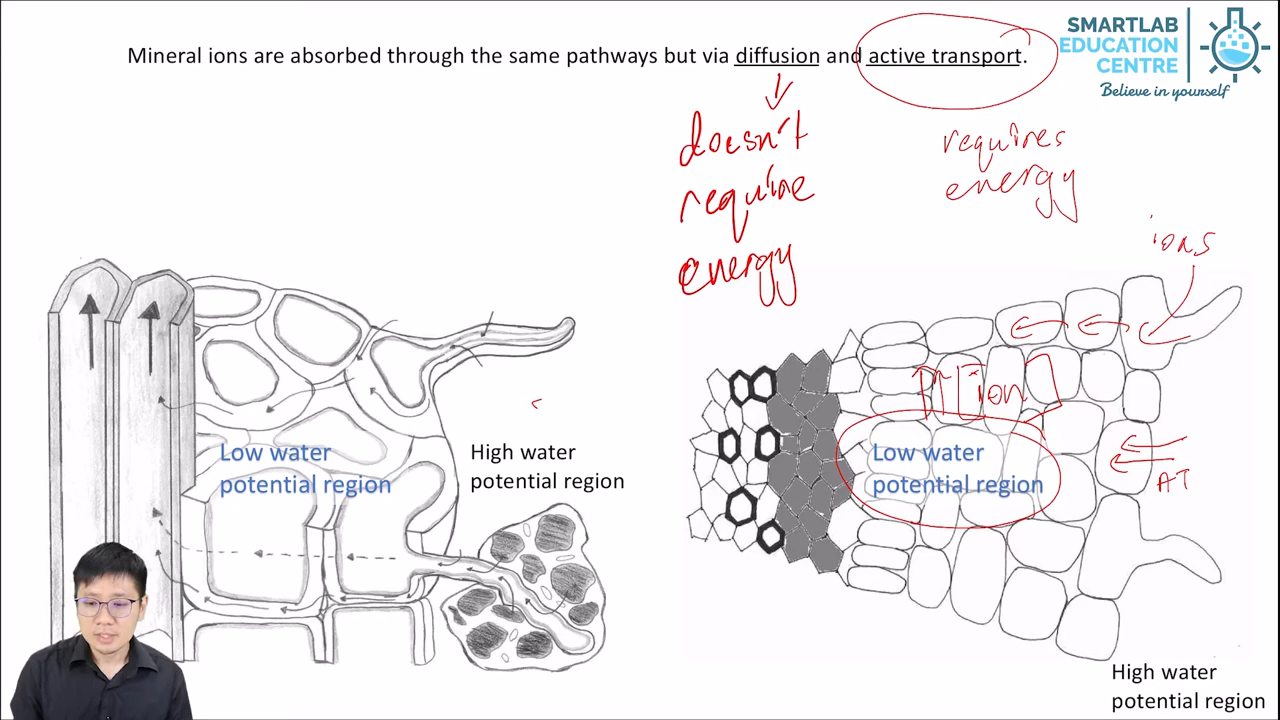 Mineral ions are absorbed through the same pathways but via diffusion and active transport.
SMARTLAB
EDUCATION
CENTRE
Believe in yourself
doesn't
require
energy
requires
energy
ions
↑↑[ion]
Low water
potential region
High water
potential region
Low water
potential region
AT
High water
potential region